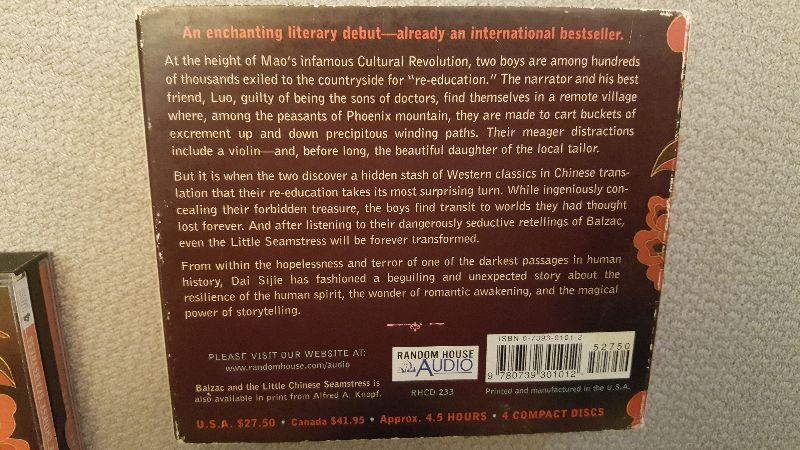 An enchanting literary debut—already an international bestseller.
At the height of Mao's infamous Cultural Revolution, two boys are among hundreds
of thousands exiled to the countryside for "re-education." The narrator and his best
friend, Luo, guilty of being the sons of doctors, find themselves in a remote village
where, among the peasants of Phoenix mountain, they are made to cart buckets of
excrement up and down precipitous winding paths. Their meager distractions
include a violin—and, before long, the beautiful daughter of the local tailor.
But it is when the two discover a hidden stash of Western classics in Chinese trans-
lation that their re-education takes its most surprising turn. While ingeniously con-
cealing their forbidden treasure, the boys find transit to worlds they had thought
lost forever. And after listening to their dangerously seductive retellings of Balzac,
even the Little Seamstress will be forever transformed.
From within the hopelessness and terror of one of the darkest passages in human
history, Dai Sijie has fashioned a beguiling and unexpected story about the
resilience of the human spirit, the wonder of romantic awakening, and the magical
power of storytelling.
PLEASE VISIT OUR WEBSITE AT:
www.randomhouse.com/audio
Balzac and the Little Chinese Seamstress is
also available in print from Alfred A. Knopf.
RANDOM HOUSE
AUDIO
RHCD 233
ISBN 0-7393-0101-2
52750
9 780739 301012
Printed and manufactured in the U.S.A.
U.S.A. $27.50 • Canada $41.95 • Approx. 4.5 HOURS • 4 COMPACT DISCS